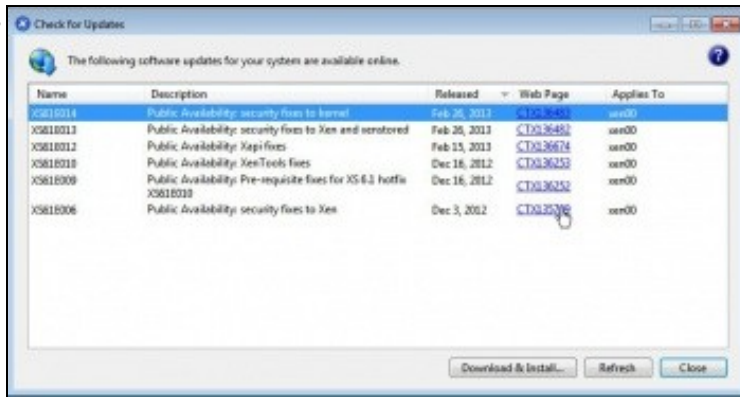 Check for Updates
The following software updates for your system are available online.
Name Description Released Web Page Applies To
XS61E014 Public Availability: security fixes to kernel Feb 26, 2013 CTX136483 xen00
XS61E013 Public Availability: security fixes to Xen and xenstored Feb 26, 2013 CTX136482 xen00
XS61E012 Public Availability: Xapi fixes Feb 15, 2013 CTX136674 xen00
XS61E010 Public Availability: XenTools fixes Dec 16, 2012 CTX136253 xen00
XS61E009 Public Availability: Pre-requisite fixes for XS 6.1 hotfix Dec 16, 2012 CTX136252 xen00
XS61E010
XS61E006 Public Availability: security fixes to Xen Dec 3, 2012 xen00
Download & Install... Refresh Close